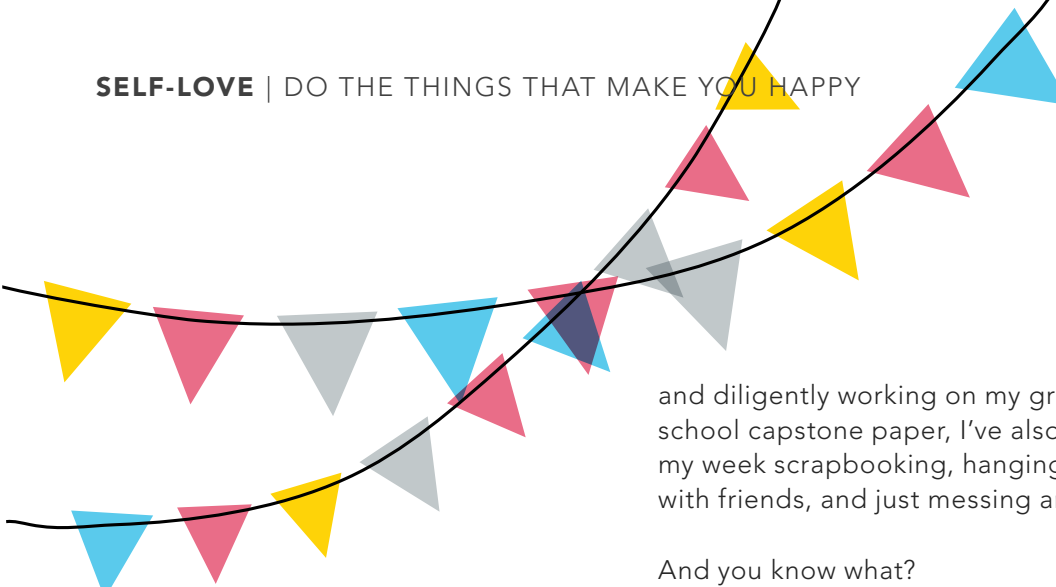 SELF-LOVE | DO THE THINGS THAT MAKE YOU HAPPY
and diligently working on my
school capstone paper, I've
my week scrapbooking,
with friends, and just messing
And you know what?